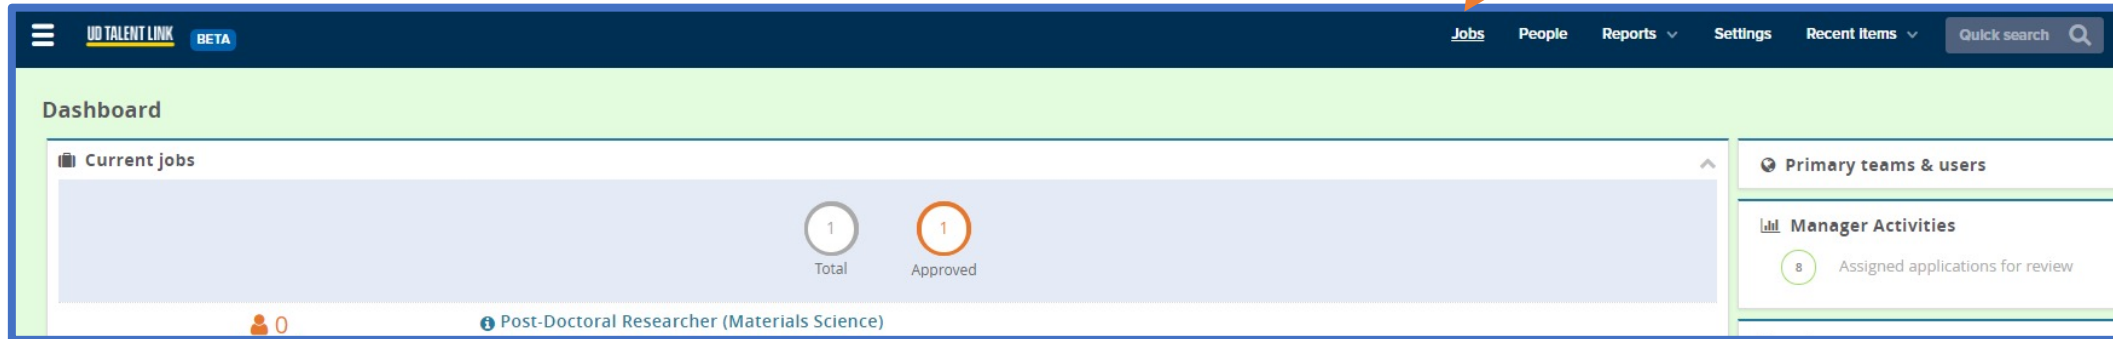 UD TALENT LINK BETA Jobs People Reports Settings Recent items Quick search
Dashboard
Current jobs
1 1
Total Approved
0 Post-Doctoral Researcher (Materials Science)
Primary teams & users
Manager Activities
8 Assigned applications for review